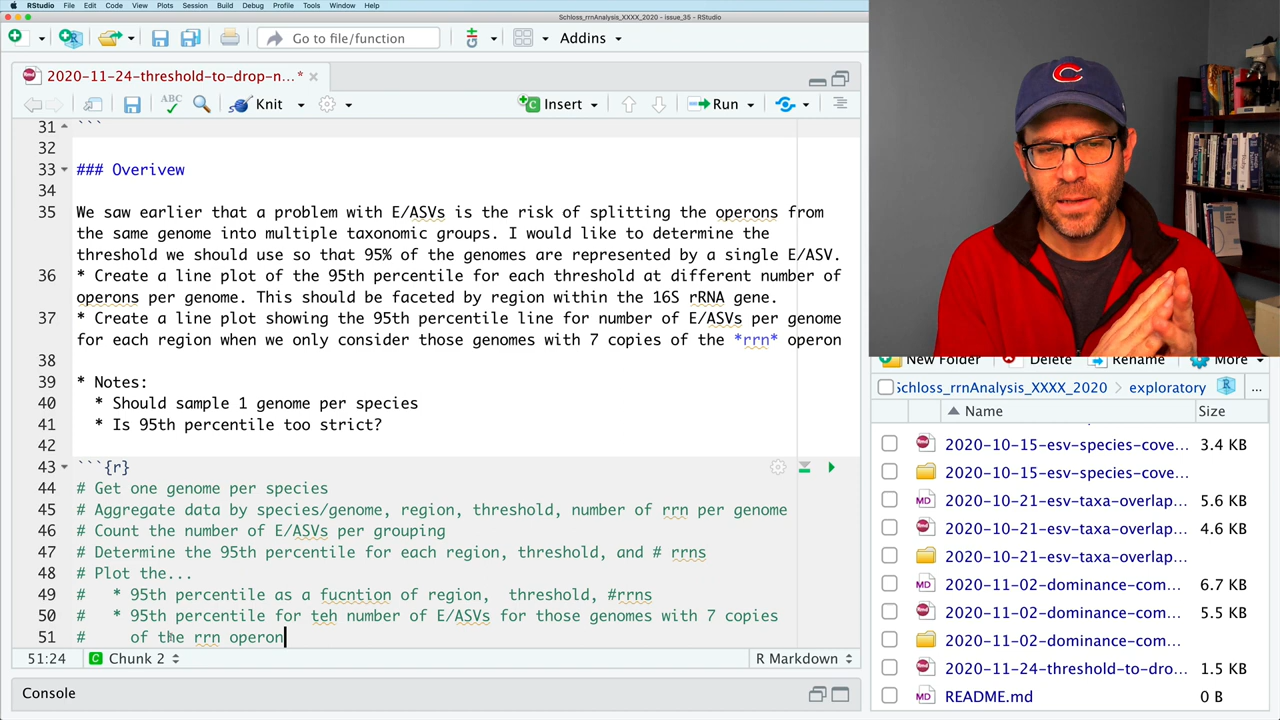 RStudio File Edit Code View Plots Session Build Debug Profile Tools Window Help
Schloss_rrnAnalysis_XXXX_2020 - issue_35 - RStudio
Go to file/function Addins
2020-11-24-threshold-to-drop-n...*
ABC Knit Insert Run
31 ```
32
33 ### Overivew
34
35 We saw earlier that a problem with E/ASVs is the risk of splitting the operons from
the same genome into multiple taxonomic groups. I would like to determine the
threshold we should use so that 95% of the genomes are represented by a single E/ASV.
36 * Create a line plot of the 95th percentile for each threshold at different number of
operons per genome. This should be faceted by region within the 16S rRNA gene.
37 * Create a line plot showing the 95th percentile line for number of E/ASVs per genome
for each region when we only consider those genomes with 7 copies of the *rrn* operon
38
39 * Notes:
40 * Should sample 1 genome per species
41 * Is 95th percentile too strict?
42
43 ```{r}
44 # Get one genome per species
45 # Aggregate data by species/genome, region, threshold, number of rrn per genome
46 # Count the number of E/ASVs per grouping
47 # Determine the 95th percentile for each region, threshold, and # rrns
48 # Plot the...
49 # * 95th percentile as a fucntion of region, threshold, #rrns
50 # * 95th percentile for teh number of E/ASVs for those genomes with 7 copies
51 # of the rrn operon
51:24 C Chunk 2 R Markdown
Console
C
New Folder Delete Rename More
Schloss_rrnAnalysis_XXXX_2020 exploratory ...
Name Size
2020-10-15-esv-species-cove... 3.4 KB
2020-10-15-esv-species-cove...
MD 2020-10-21-esv-taxa-overlap... 5.6 KB
2020-10-21-esv-taxa-overlap... 4.6 KB
2020-10-21-esv-taxa-overlap...
MD 2020-11-02-dominance-com... 6.7 KB
2020-11-02-dominance-com... 5.5 KB
2020-11-02-dominance-com...
2020-11-24-threshold-to-dro... 1.5 KB
MD README.md 0 B